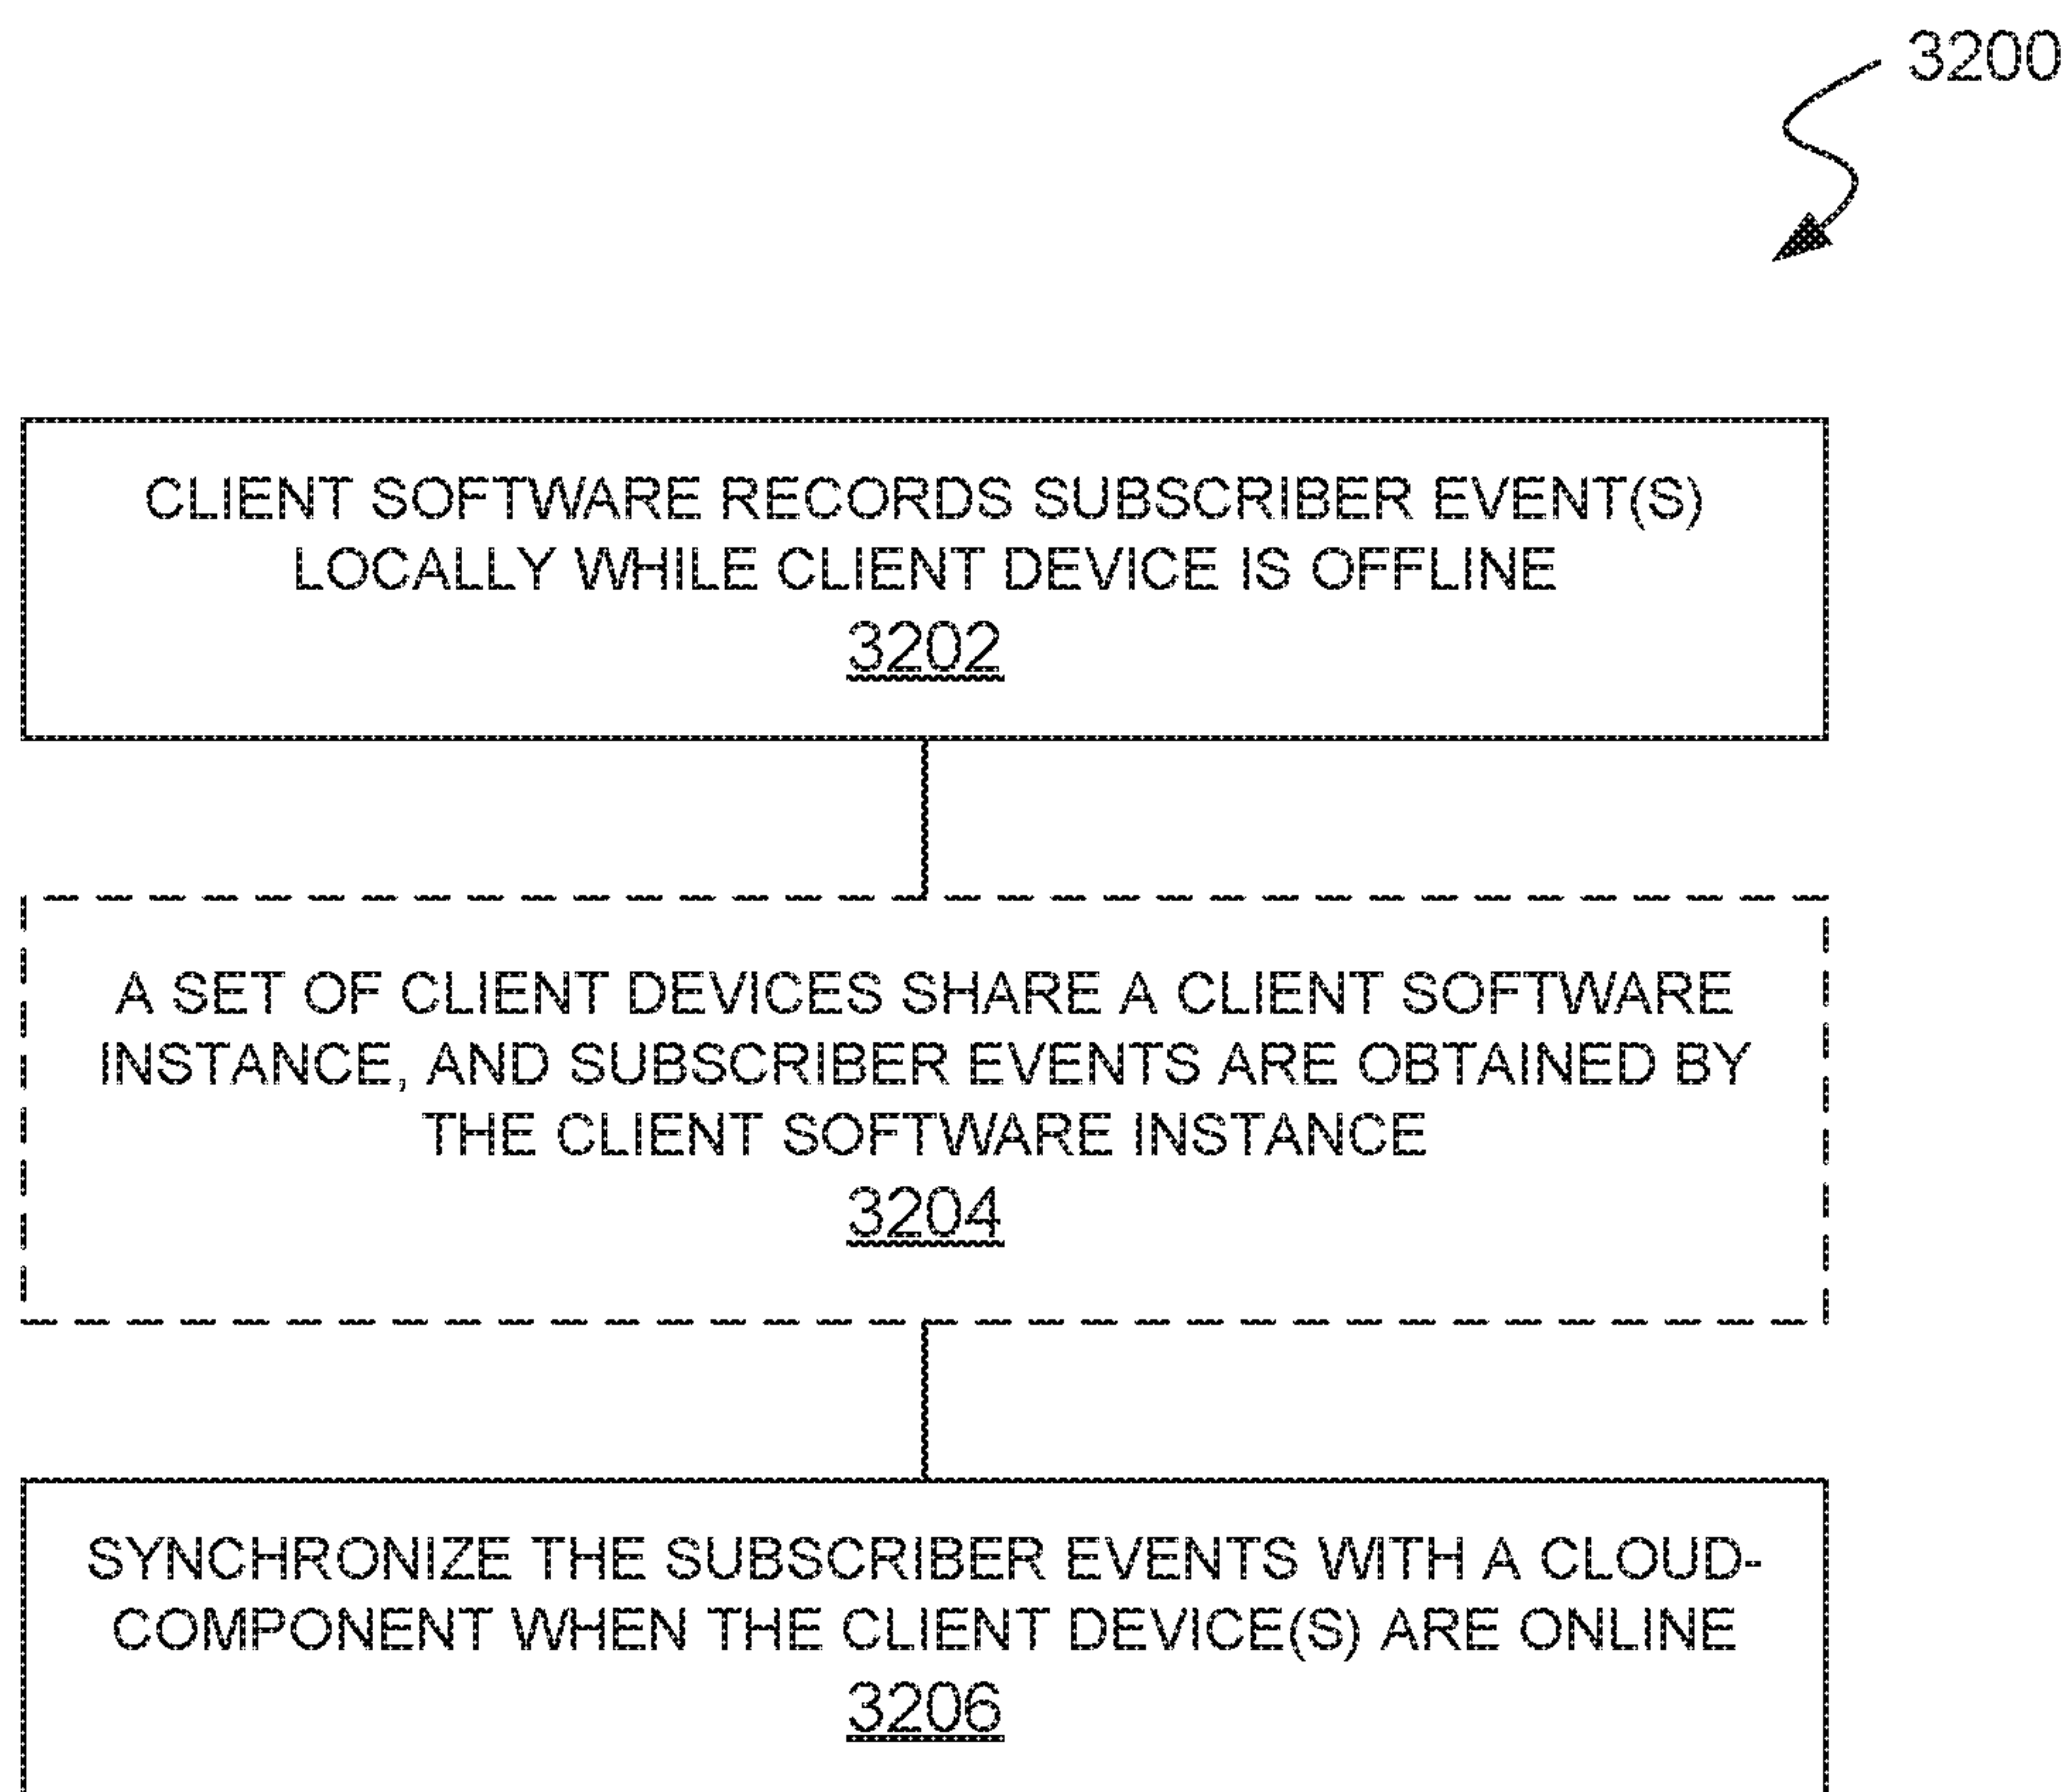 3200
CLIENT SOFTWARE RECORDS SUBSCRIBER EVENT(S)
LOCALLY WHILE CLIENT DEVICE IS OFFLINE
3202
A SET OF CLIENT DEVICES SHARE A CLIENT SOFTWARE
INSTANCE, AND SUBSCRIBER EVENTS ARE OBTAINED BY
THE CLIENT SOFTWARE INSTANCE
3204
SYNCHRONIZE THE SUBSCRIBER EVENTS WITH A CLOUD-
COMPONENT WHEN THE CLIENT DEVICE(S) ARE ONLINE
3206